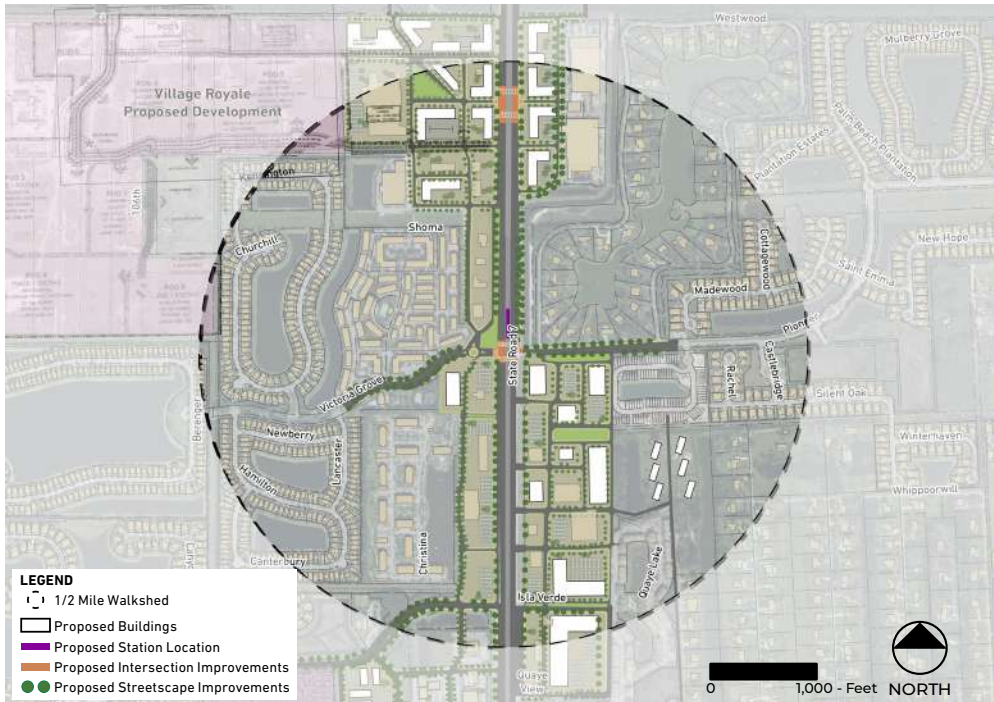 Westwood
Mulberry Grove
Village Royale
Proposed Development
Palm Beach Plantation
Plantation Estates
106th
Kensington
Churchill
Shoma
Cottagewood
New Hope
Saint Emma
Madewood
Pioneer
State Road 7
Victoria Grove
Castlebridge
Rachel
Silent Oak
Berenger
Newberry
Lancaster
Hamilton
Winterhaven
Whippoorwill
Christina
Canterbury
Quaye Lake
Isla Verde
Quaye
View
LEGEND
1/2 Mile Walkshed
Proposed Buildings
Proposed Station Location
Proposed Intersection Improvements
Proposed Streetscape Improvements
0 1,000 - Feet
NORTH